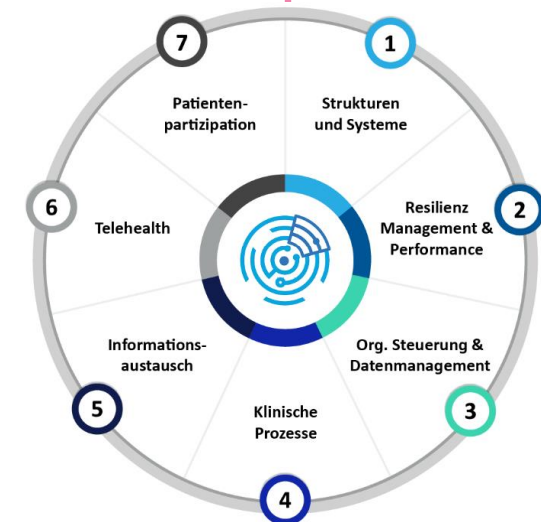 1
Strukturen
und Systeme
2
Resilienz
Management &
Performance
3
Org. Steuerung &
Datenmanagement
4
Klinische
Prozesse
5
Informations-
austausch
6
Telehealth
7
Patienten-
partizipation